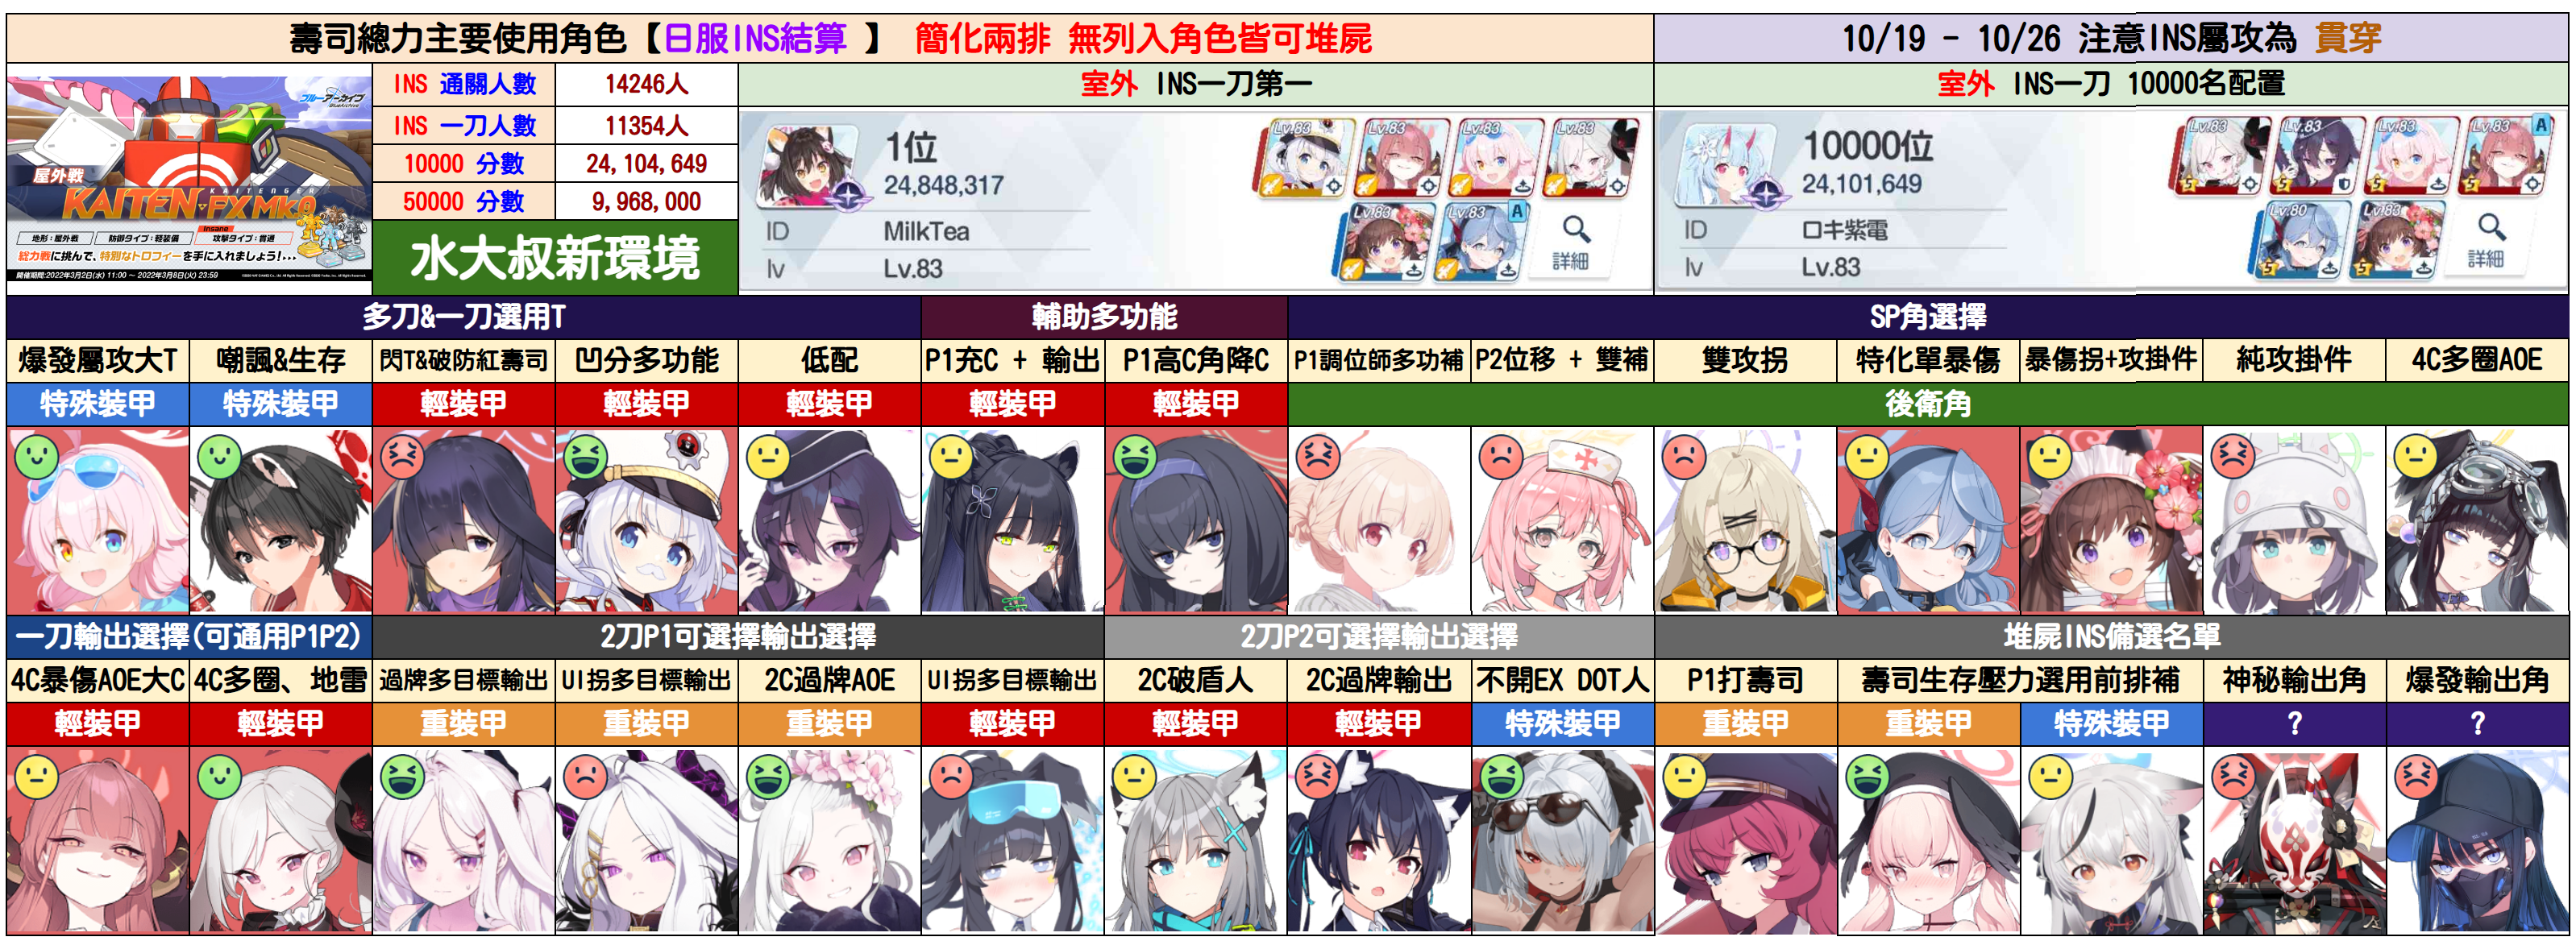 壽司總力主要使用角色【日服INS結算 】 簡化兩排 無列入角色皆可堆屍
10/19 - 10/26 注意INS屬攻為 貫穿
ブルーアーカイブ
屋外戦
KAITENGER
KAITEN FX Mk.0
Insane
地形：屋外戦
防御タイプ：軽装備
攻撃タイプ：貫通
総力戦に挑んで、特別なトロフィーを手に入れましょう！...
開催期間:2022年3月2日(水) 11:00 ～ 2022年3月8日(火) 23:59
INS 通關人數
14246人
INS 一刀人數
11354人
10000 分數
24,104,649
50000 分數
9,968,000
水大叔新環境
室外 INS一刀第一
1位
24,848,317
ID
MilkTea
lv
Lv.83
Lv.83
Lv.83
Lv.83
Lv.83
Lv.83
Lv.83
A
詳細
室外 INS一刀 10000名配置
10000位
24,101,649
ID
ロキ紫電
lv
Lv.83
Lv.83
Lv.83
Lv.83
Lv.83
A
Lv.80
Lv.83
詳細
多刀&一刀選用T
輔助多功能
SP角選擇
爆發屬攻大T
嘲諷&生存
閃T&破防紅壽司
凹分多功能
低配
P1充C + 輸出
P1高C角降C
P1調位師多功補
P2位移 + 雙補
雙攻拐
特化單暴傷
暴傷拐+攻掛件
純攻掛件
4C多圈AOE
特殊裝甲
特殊裝甲
輕裝甲
輕裝甲
輕裝甲
輕裝甲
輕裝甲
後衛角
一刀輸出選擇(可通用P1P2)
2刀P1可選擇輸出選擇
2刀P2可選擇輸出選擇
堆屍INS備選名單
4C暴傷AOE大C
4C多圈、地雷
過牌多目標輸出
UI拐多目標輸出
2C過牌AOE
UI拐多目標輸出
2C破盾人
2C過牌輸出
不開EX DOT人
P1打壽司
壽司生存壓力選用前排補
神秘輸出角
爆發輸出角
輕裝甲
輕裝甲
重裝甲
重裝甲
重裝甲
輕裝甲
輕裝甲
輕裝甲
特殊裝甲
重裝甲
重裝甲
特殊裝甲
?
?